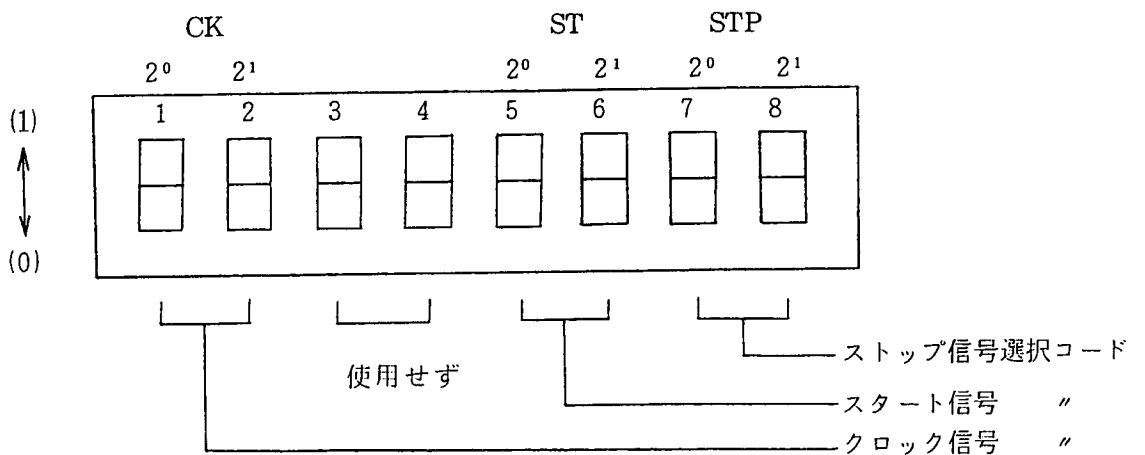 CK ST STP
2⁰ 2¹ 2⁰ 2¹ 2⁰ 2¹
1 2 3 4 5 6 7 8
(1)
(0)
ストップ信号選択コード
使用せず
スタート信号 〃
クロック信号 〃